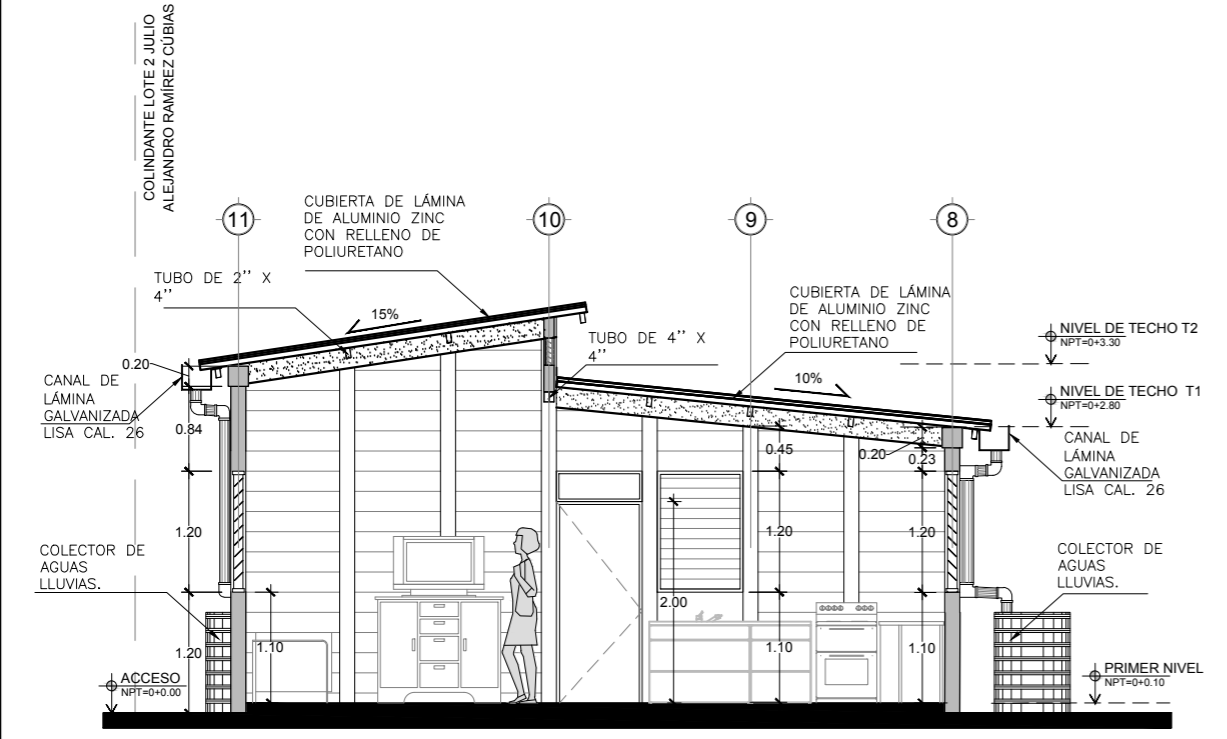 COLINDANTE LOTE 2 JULIO
ALEJANDRO RAMÍREZ CÚBIAS
11
10
9
8
CUBIERTA DE LÁMINA
DE ALUMINIO ZINC
CON RELLENO DE
POLIURETANO
TUBO DE 2'' X
4''
15%
CUBIERTA DE LÁMINA
DE ALUMINIO ZINC
CON RELLENO DE
POLIURETANO
TUBO DE 4'' X
4''
10%
NIVEL DE TECHO T2
NPT=0+3.30
NIVEL DE TECHO T1
NPT=0+2.80
0.20
CANAL DE
LÁMINA
GALVANIZADA
LISA CAL. 26
0.84
0.45
0.20
0.23
CANAL DE
LÁMINA
GALVANIZADA
LISA CAL. 26
1.20
1.20
1.20
COLECTOR DE
AGUAS
LLUVIAS.
COLECTOR DE
AGUAS
LLUVIAS.
2.00
1.20
1.10
1.10
1.10
ACCESO
NPT=0+0.00
PRIMER NIVEL
NPT=0+0.10